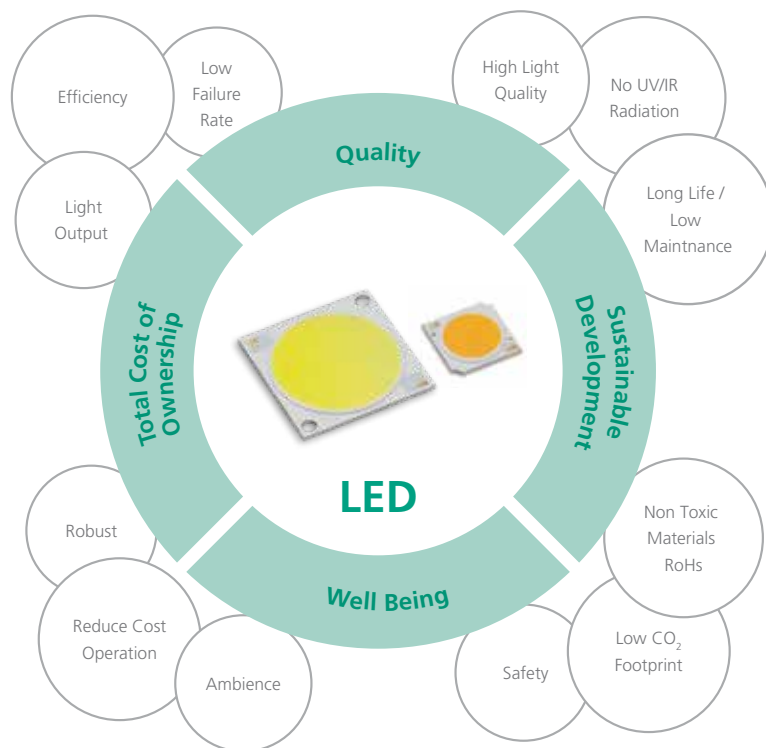 Efficiency
Low
Failure
Rate
High Light
Quality
No UV/IR
Radiation
Light
Output
Long Life /
Low
Maintnance
Quality
Total Cost of
Ownership
Sustainable
Development
LED
Well Being
Robust
Reduce Cost
Operation
Ambience
Safety
Non Toxic
Materials
RoHs
Low CO₂
Footprint